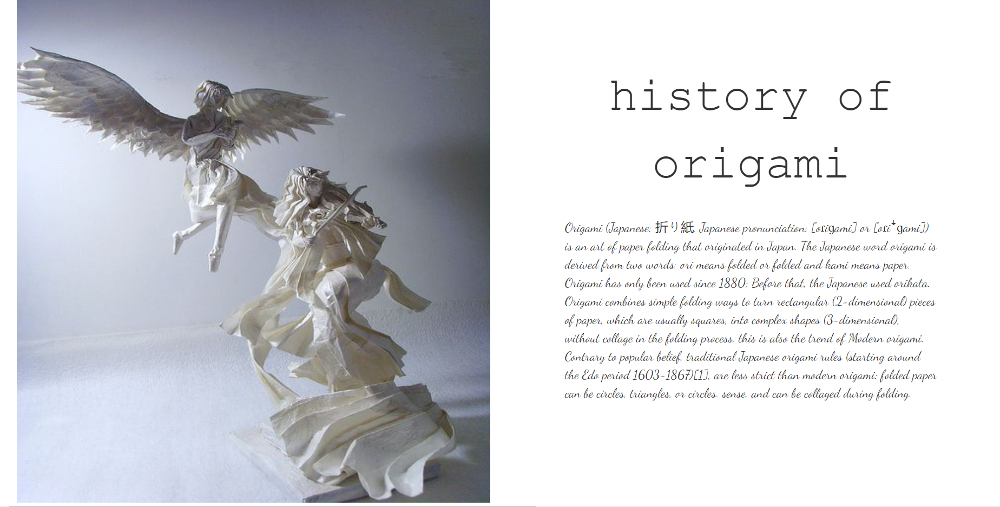 history of
origami
Origami (Japanese: 折り紙 Japanese pronunciation: [oɾiɡami] or [oɾiꜜɡami])
is an art of paper folding that originated in Japan. The Japanese word origami is
derived from two words: ori means folded or folded and kami means paper.
Origami has only been used since 1880; Before that, the Japanese used orikata.
Origami combines simple folding ways to turn rectangular (2-dimensional) pieces
of paper, which are usually squares, into complex shapes (3-dimensional),
without collage in the folding process, this is also the trend of Modern origami.
Contrary to popular belief, traditional Japanese origami rules (starting around
the Edo period 1603-1867)[1], are less strict than modern origami: folded paper
can be circles, triangles, or circles. sense, and can be collaged during folding.